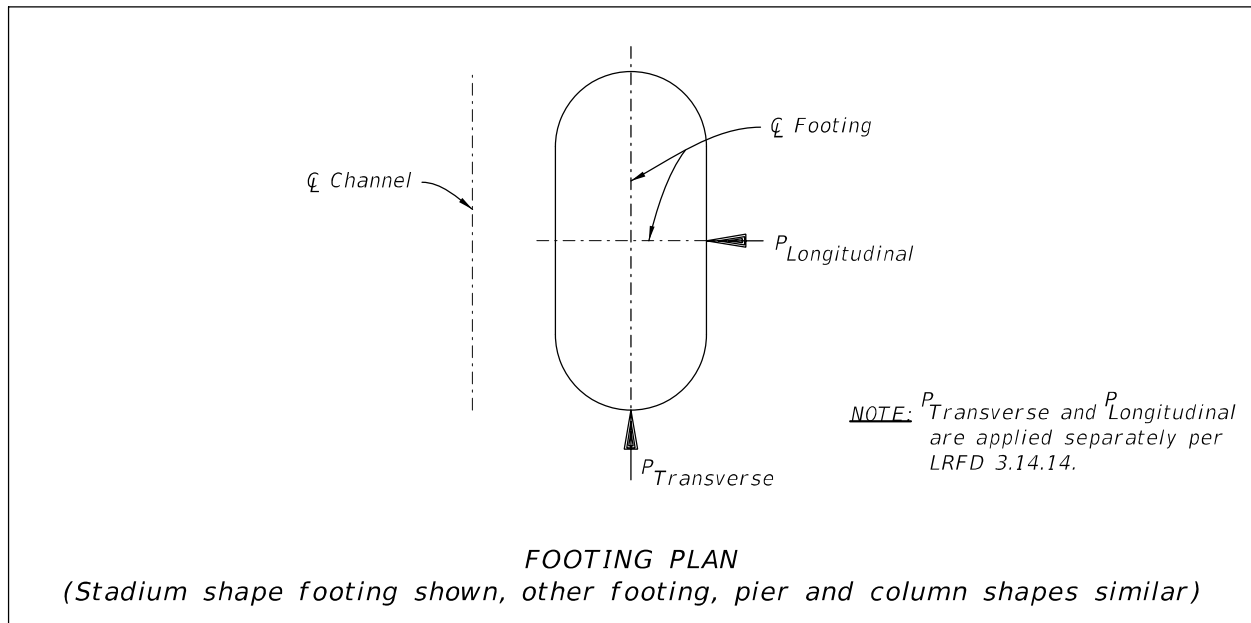 ℄ Footing
℄ Channel
P Longitudinal
NOTE: P Transverse and P Longitudinal
are applied separately per
LRFD 3.14.14.
P Transverse
FOOTING PLAN
(Stadium shape footing shown, other footing, pier and column shapes similar)